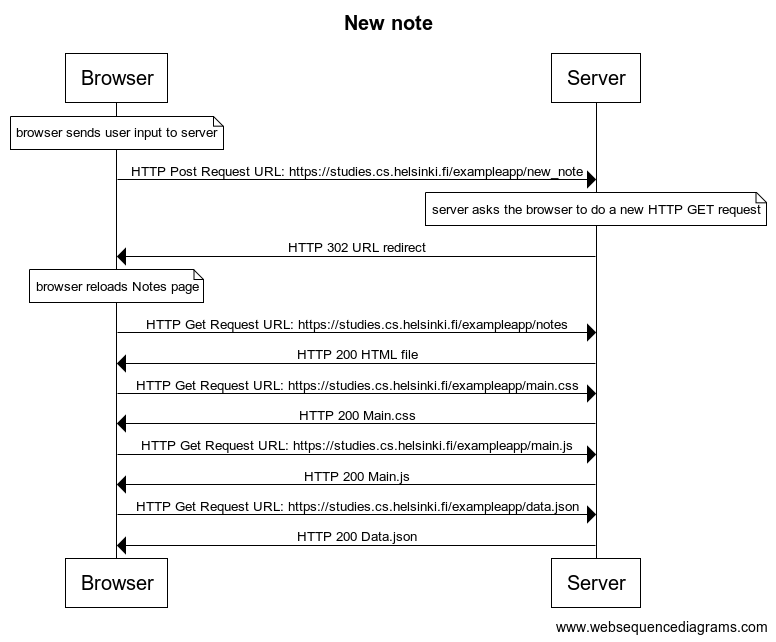 New note
Browser
Server
browser sends user input to server
HTTP Post Request URL: https://studies.cs.helsinki.fi/exampleapp/new_note
server asks the browser to do a new HTTP GET request
HTTP 302 URL redirect
browser reloads Notes page
HTTP Get Request URL: https://studies.cs.helsinki.fi/exampleapp/notes
HTTP 200 HTML file
HTTP Get Request URL: https://studies.cs.helsinki.fi/exampleapp/main.css
HTTP 200 Main.css
HTTP Get Request URL: https://studies.cs.helsinki.fi/exampleapp/main.js
HTTP 200 Main.js
HTTP Get Request URL: https://studies.cs.helsinki.fi/exampleapp/data.json
HTTP 200 Data.json
Browser
Server
www.websequencediagrams.com